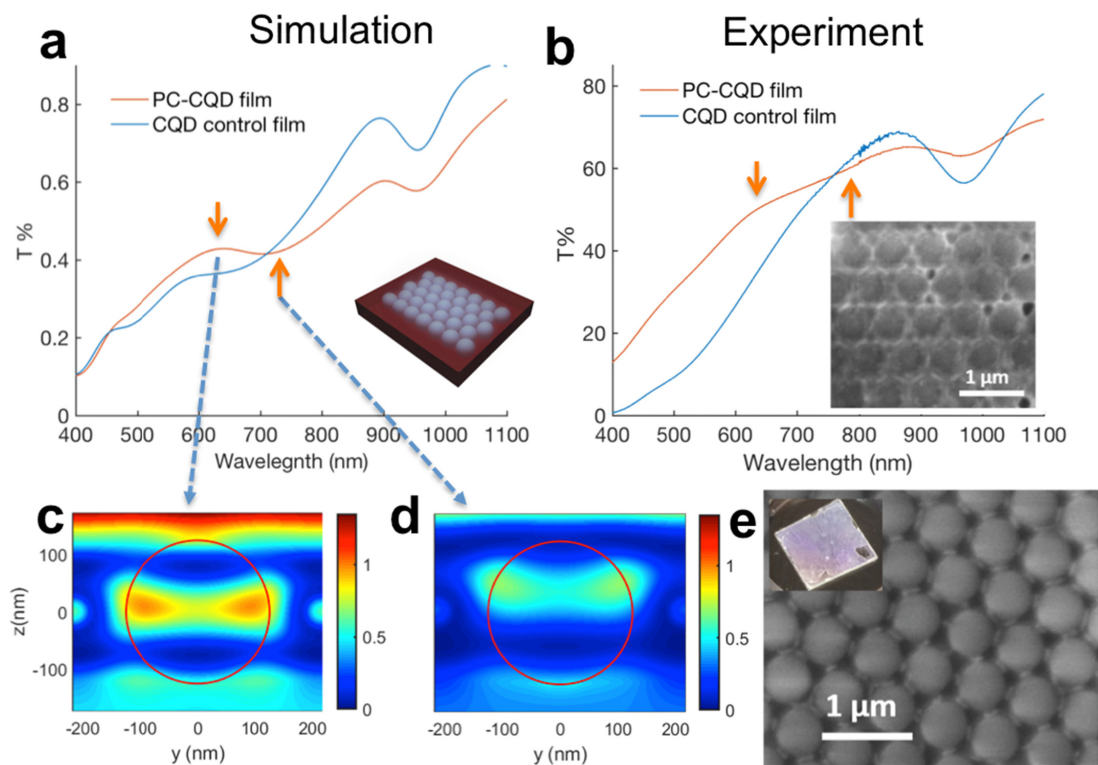 a
Simulation
b
Experiment
0.8
0.6
0.4
0.2
0
T %
PC-CQD film
CQD control film
400 500 600 700 800 900 1000 1100
Wavelegnth (nm)
80
60
40
20
0
T%
PC-CQD film
CQD control film
1 μm
400 500 600 700 800 900 1000 1100
Wavelength (nm)
c
100
0
-100
z(nm)
-200 -100 0 100 200
y (nm)
1
0.5
0
d
-200 -100 0 100 200
y (nm)
1
0.5
0
e
1 μm